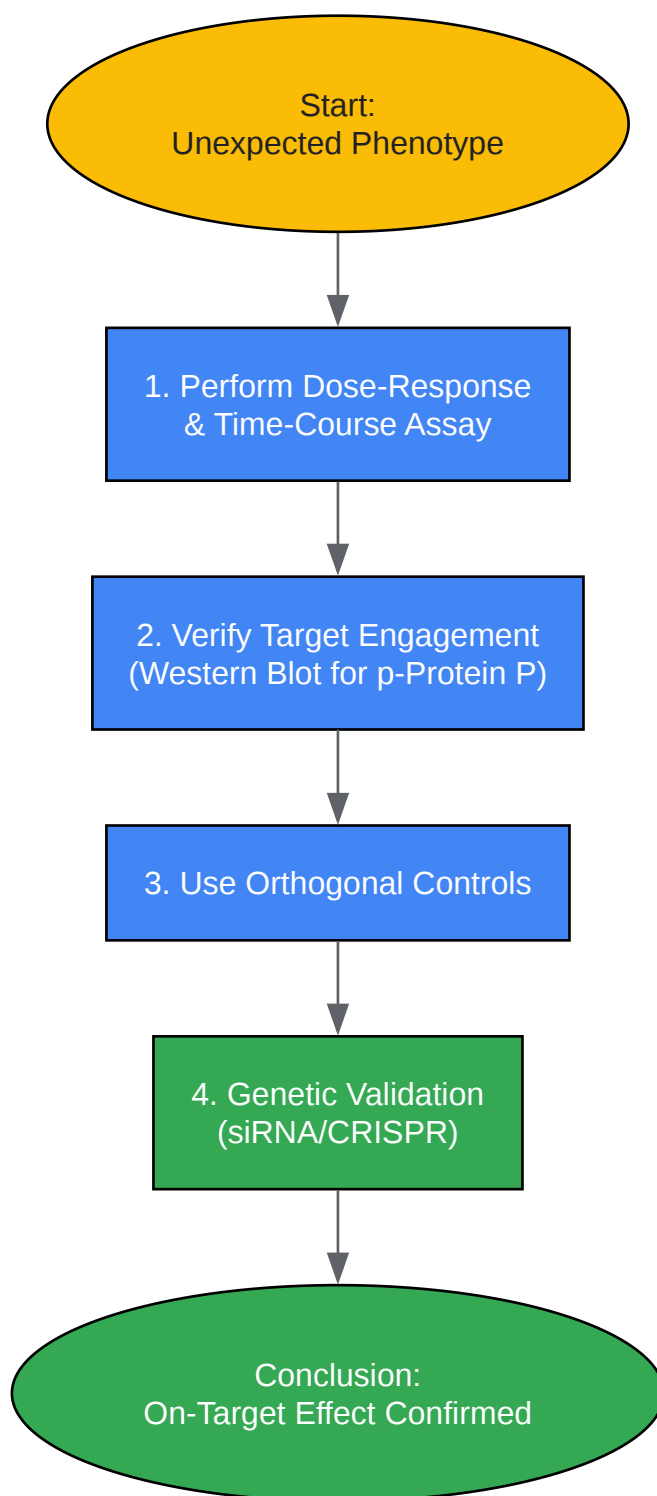 Start:
Unexpected Phenotype
1. Perform Dose-Response
& Time-Course Assay
2. Verify Target Engagement
(Western Blot for p-Protein P)
3. Use Orthogonal Controls
4. Genetic Validation
(siRNA/CRISPR)
Conclusion:
On-Target Effect Confirmed